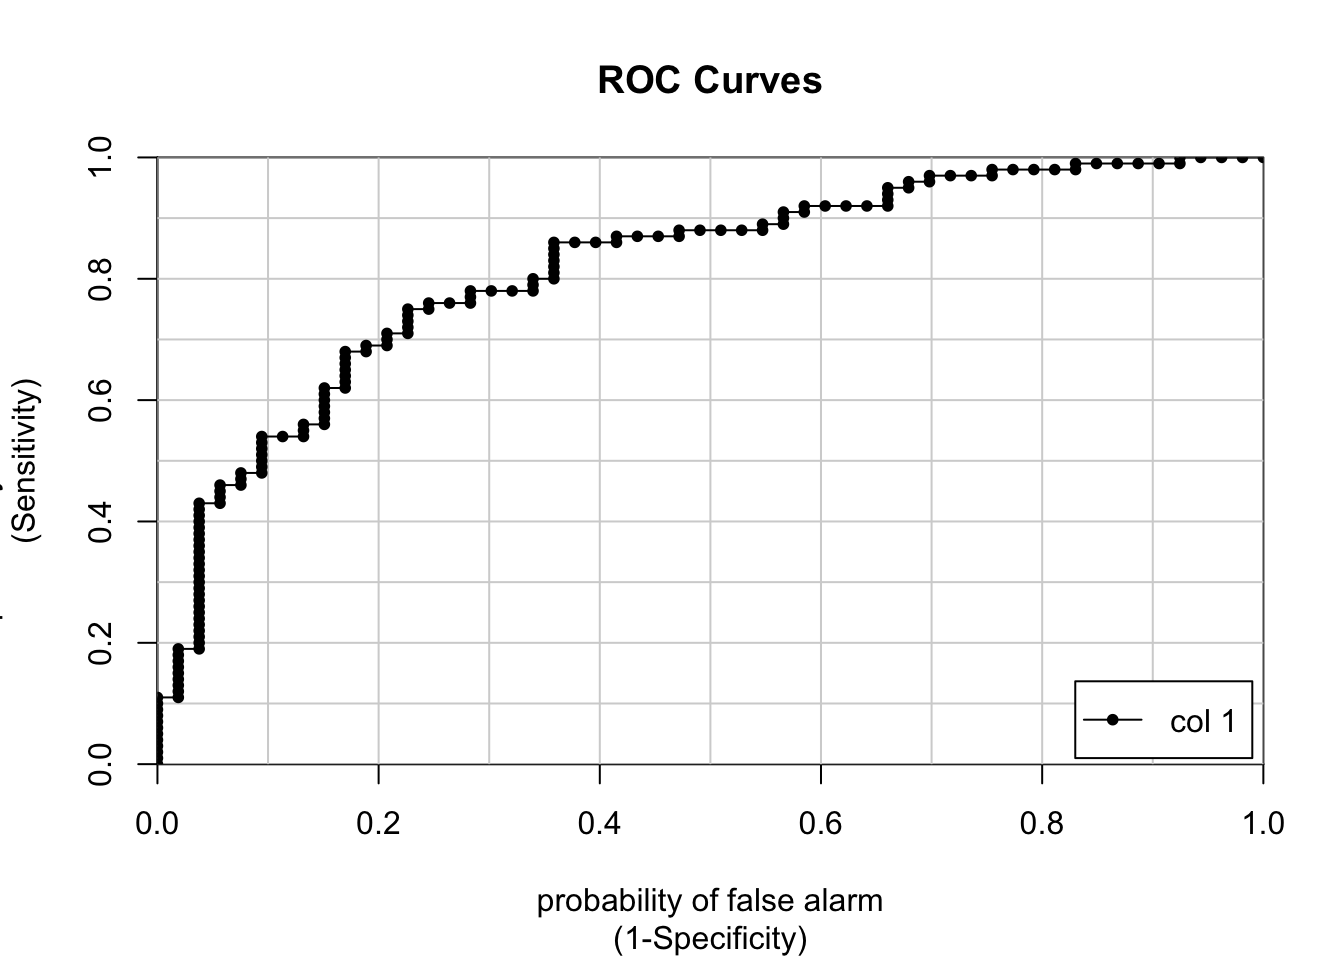 ROC Curves
1.0
0.8
0.6
0.4
0.2
0.0
(Sensitivity)
col 1
0.0 0.2 0.4 0.6 0.8 1.0
probability of false alarm
(1-Specificity)